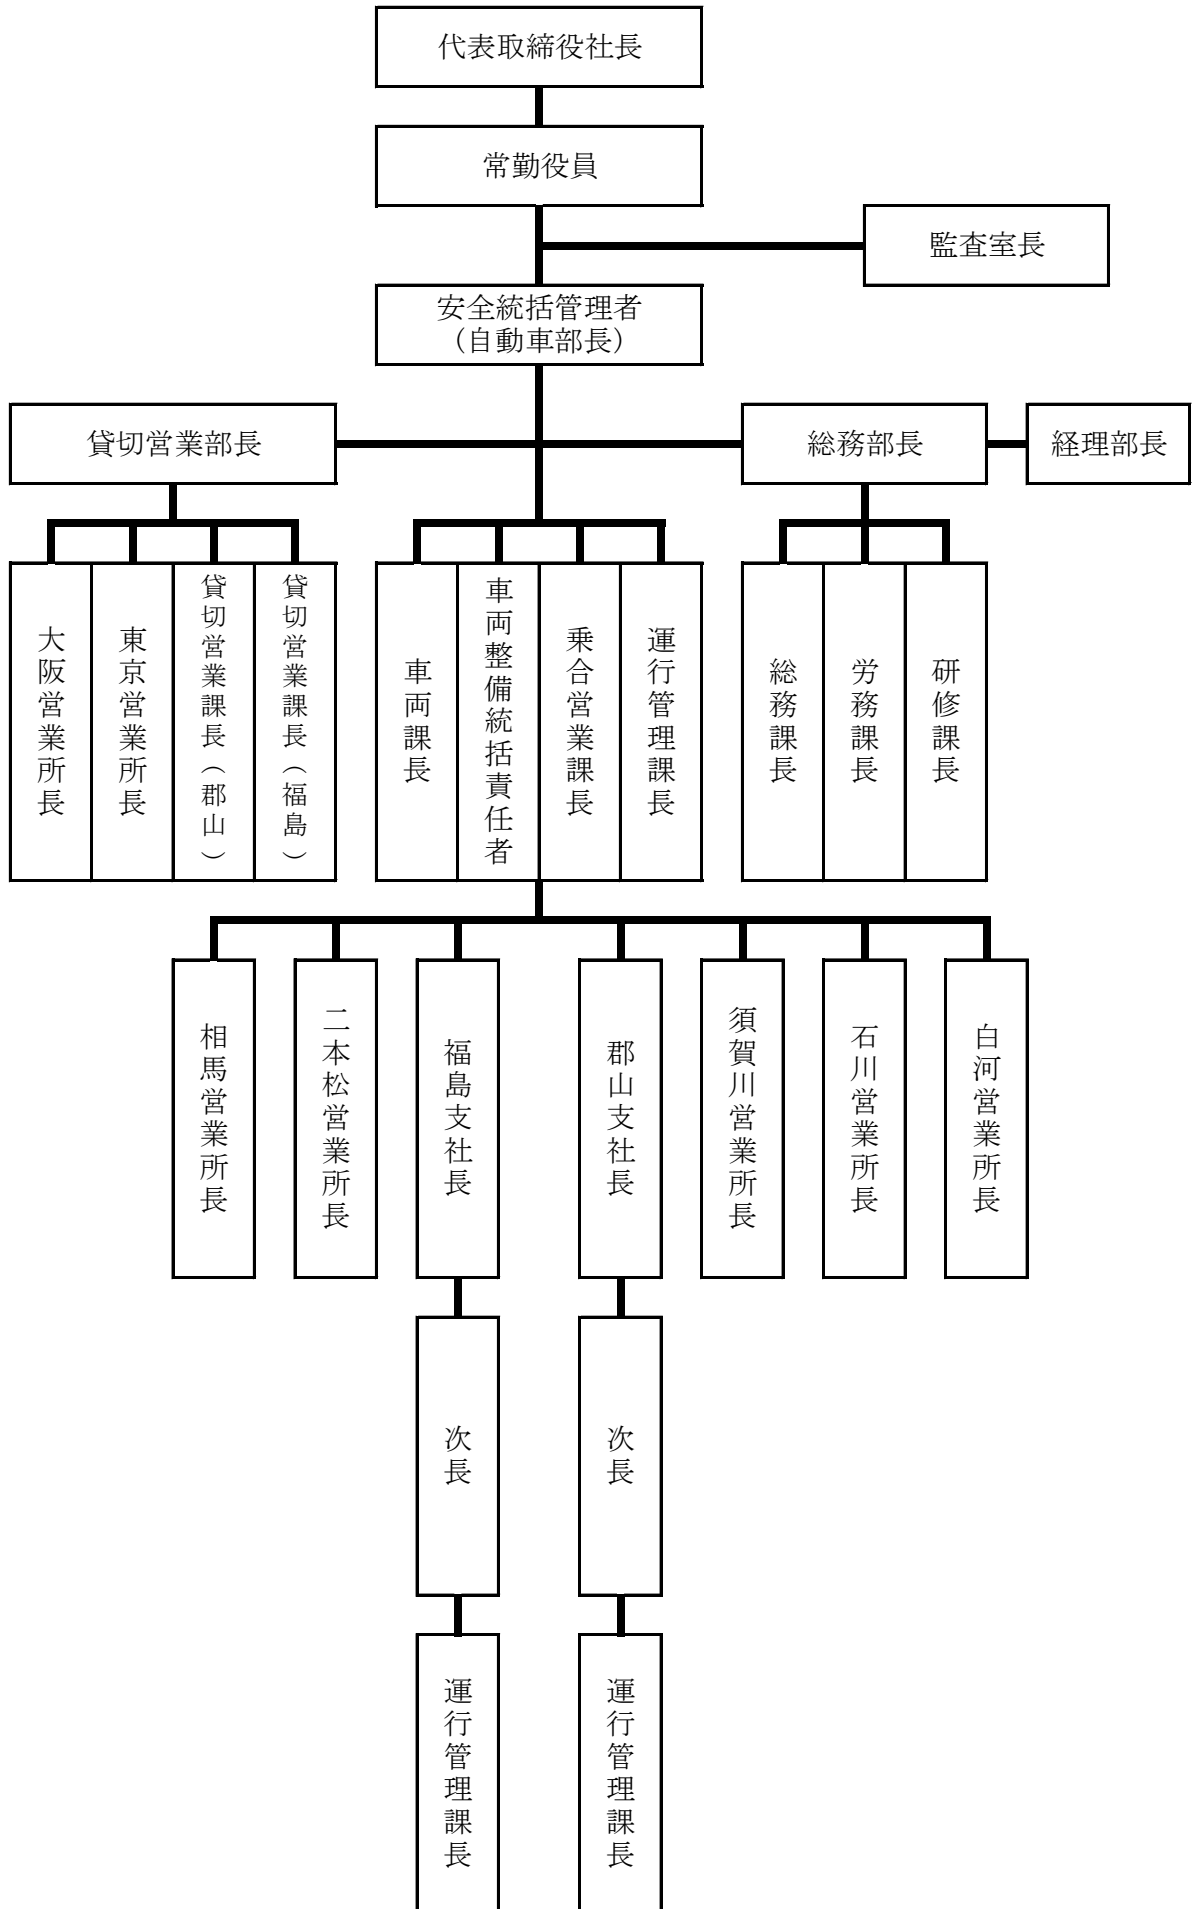 代表取締役社長
常勤役員
監査室長
安全統括管理者
（自動車部長）
貸切営業部長
総務部長
経理部長
大阪営業所長
東京営業所長
貸切営業課長（郡山）
貸切営業課長（福島）
車両課長
車両整備統括責任者
乗合営業課長
運行管理課長
総務課長
労務課長
研修課長
相馬営業所長
二本松営業所長
福島支社長
郡山支社長
須賀川営業所長
石川営業所長
白河営業所長
次長
次長
運行管理課長
運行管理課長